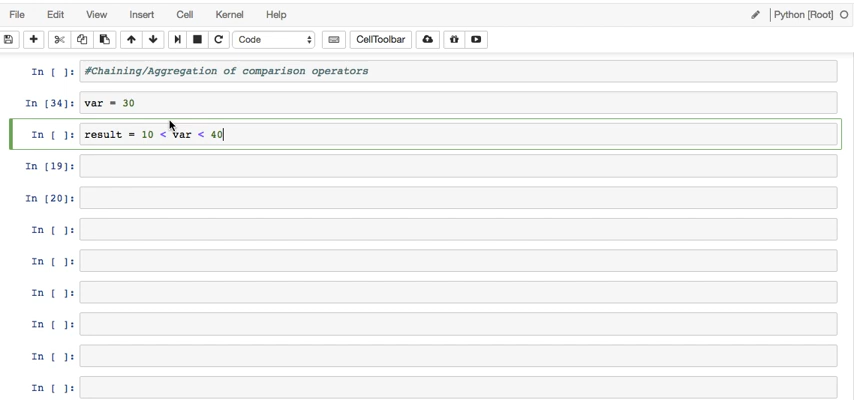 File Edit View Insert Cell Kernel Help Python [Root]
Code CellToolbar
In [ ]: #Chaining/Aggregation of comparison operators
In [34]: var = 30
In [ ]: result = 10 < var < 40
In [19]:
In [20]:
In [ ]:
In [ ]:
In [ ]:
In [ ]:
In [ ]:
In [ ]: